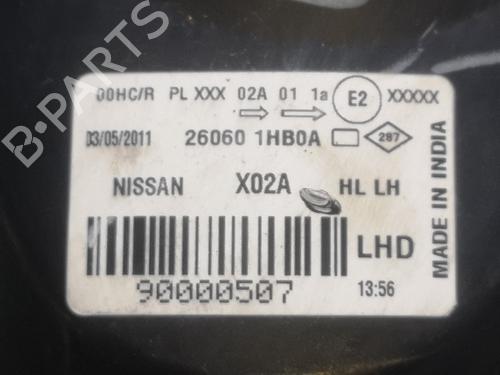 B-PARTS
00HC/R PL XXX 02A 01 1a E2 XXXXX
03/05/2011 26060 1HB0A 287
NISSAN X02A HL LH
LHD
90000507 13:56
MADE IN INDIA